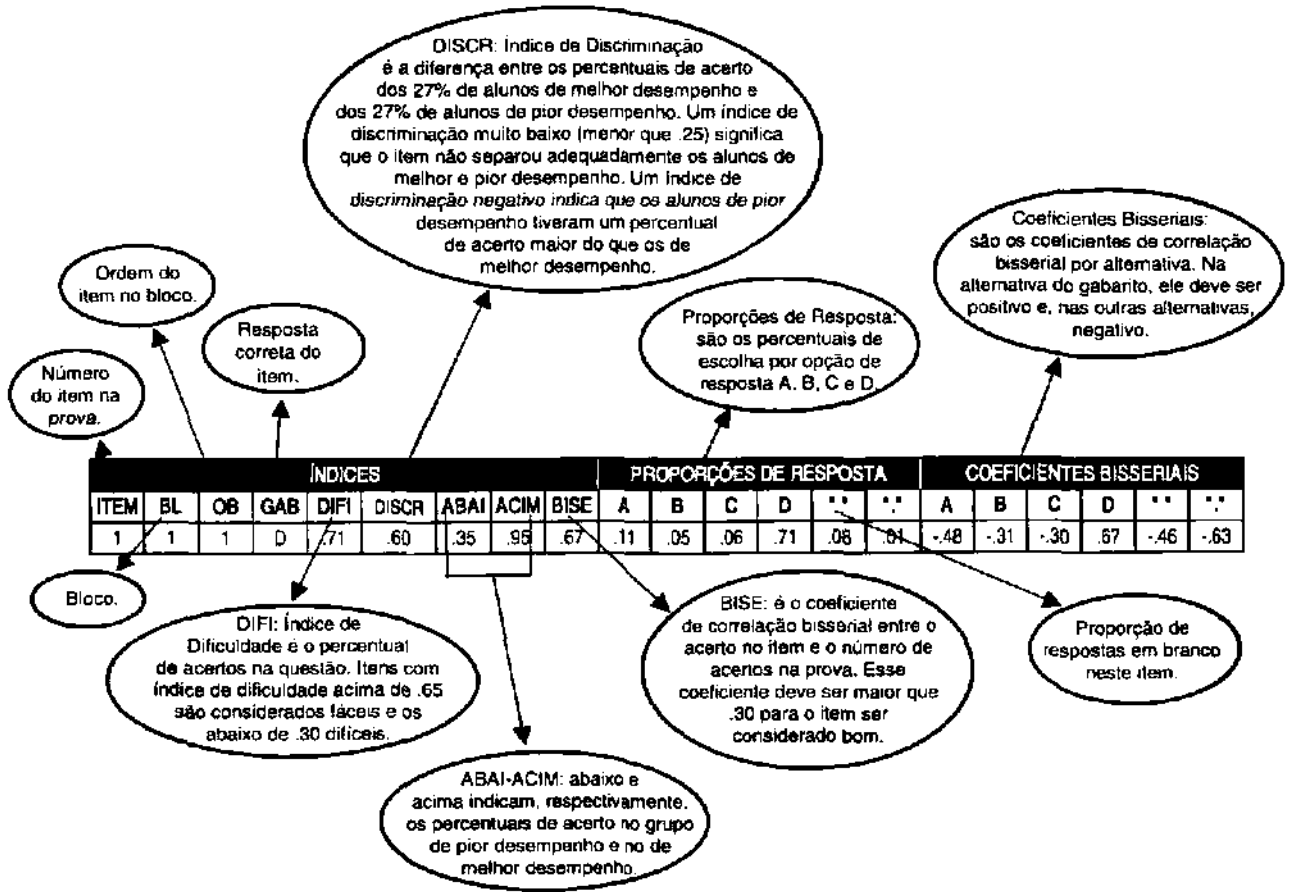 DISCR: Índice de Discriminação
é a diferença entre os percentuais de acerto
dos 27% de alunos de melhor desempenho e
dos 27% de alunos de pior desempenho. Um índice de
discriminação muito baixo (menor que .25) significa
que o item não separou adequadamente os alunos de
melhor e pior desempenho. Um índice de
discriminação negativo indica que os alunos de pior
desempenho tiveram um percentual
de acerto maior do que os de
melhor desempenho.
Coeficientes Bisseriais:
são os coeficientes de correlação
bisserial por alternativa. Na
alternativa do gabarito, ele deve ser
positivo e, nas outras alternativas,
negativo.
Ordem do
item no bloco.
Resposta
correta do
item.
Proporções de Resposta:
são os percentuais de
escolha por opção de
resposta A, B, C e D.
Número
do item na
prova.
ÍNDICES PROPORÇÕES DE RESPOSTA COEFICIENTES BISSERIAIS
ITEM BL OB GAB DIFI DISCR ABAI ACIM BISE A B C D "." "." A B C D ".." "."
1 1 1 D .71 .60 .35 .95 .67 .11 .05 .06 .71 .08 .01 -.48 -.31 -.30 .67 -.46 -.63
Bloco.
DIFI: Índice de
Dificuldade é o percentual
de acertos na questão. Itens com
índice de dificuldade acima de .65
são considerados fáceis e os
abaixo de .30 difíceis.
BISE: é o coeficiente
de correlação bisserial entre o
acerto no item e o número de
acertos na prova. Esse
coeficiente deve ser maior que
.30 para o item ser
considerado bom.
Proporção de
respostas em branco
neste item.
ABAI-ACIM: abaixo e
acima indicam, respectivamente,
os percentuais de acerto no grupo
de pior desempenho e no de
melhor desempenho.